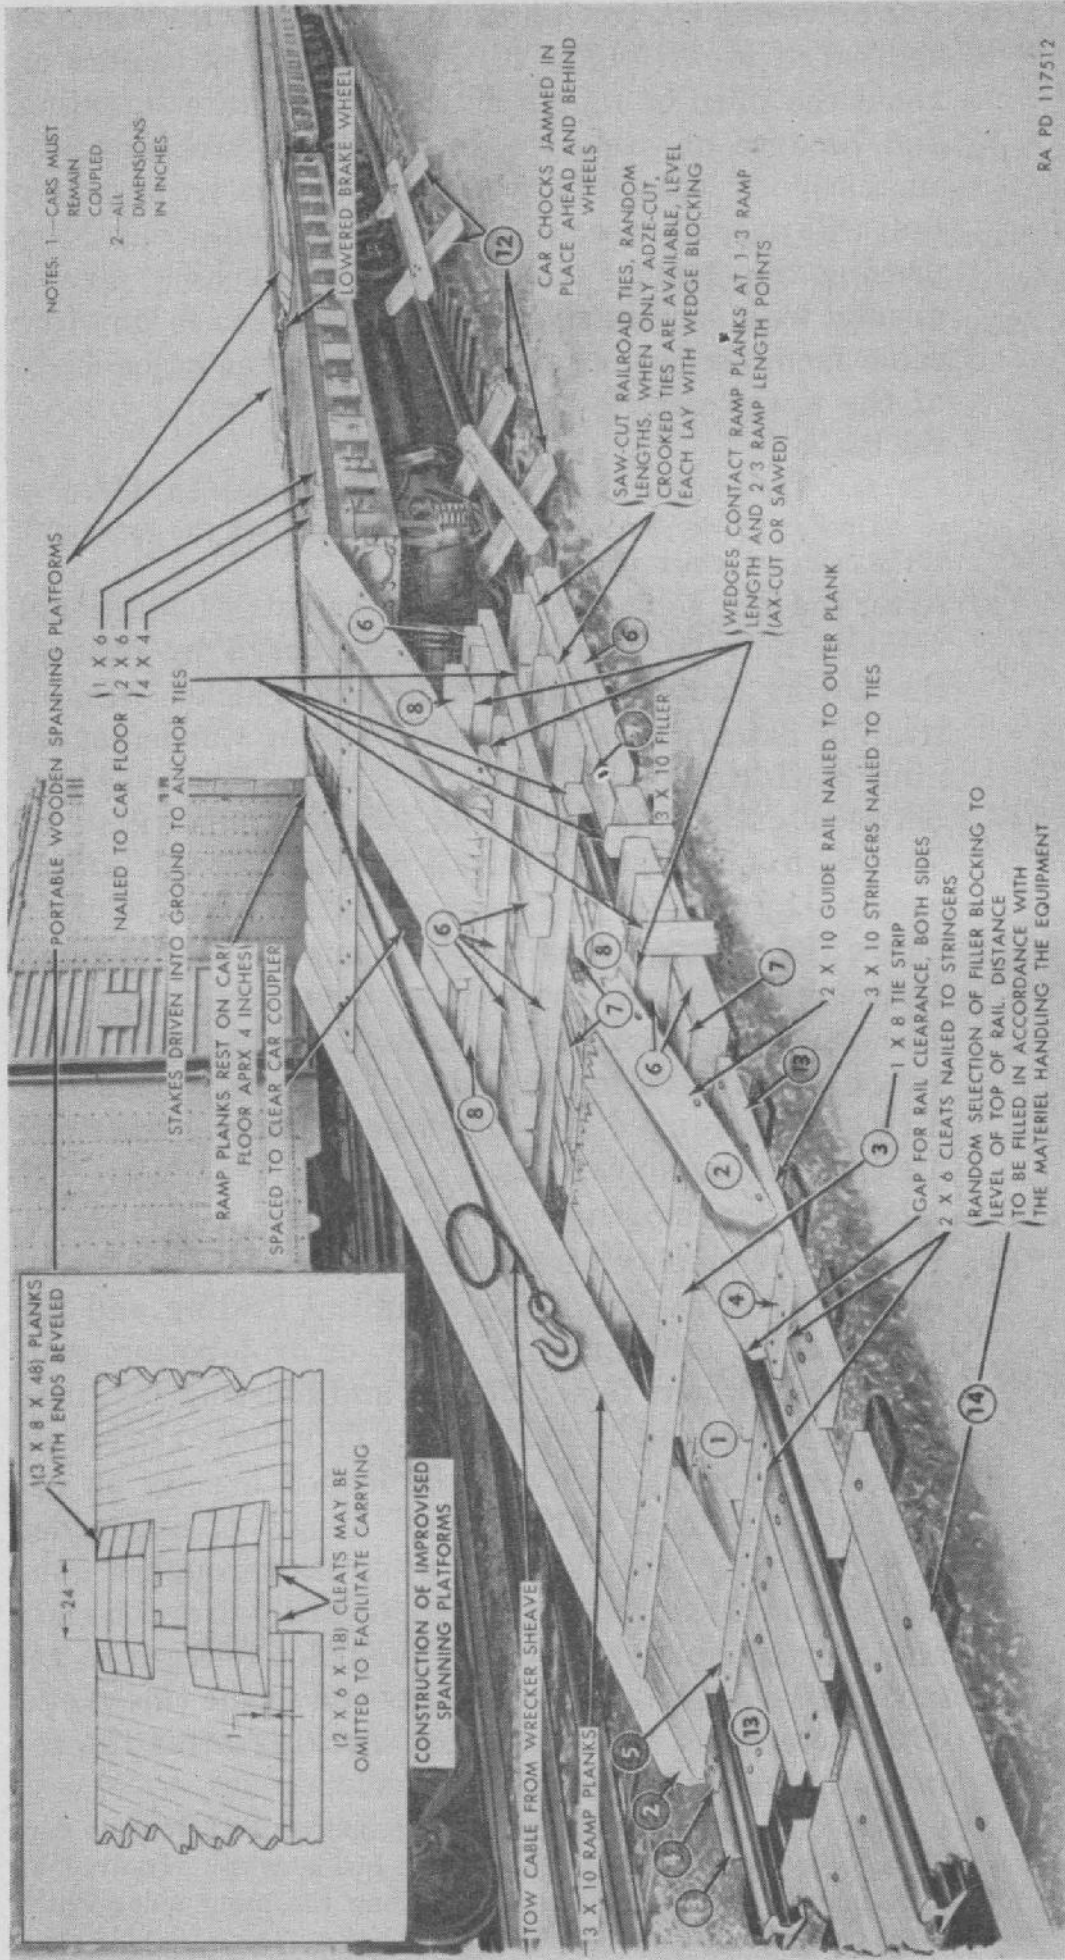 NOTES: 1—CARS MUST
REMAIN
COUPLED
2—ALL
DIMENSIONS
IN INCHES
PORTABLE WOODEN SPANNING PLATFORMS
LOWERED BRAKE WHEEL
NAILED TO CAR FLOOR
1 X 6
2 X 6
4 X 4
STAKES DRIVEN INTO GROUND TO ANCHOR TIES
RAMP PLANKS REST ON CAR
FLOOR APRX 4 INCHES
SPACED TO CLEAR CAR COUPLER
(3 X 8 X 48) PLANKS
WITH ENDS BEVELED
24
1
(2 X 6 X 18) CLEATS MAY BE
OMITTED TO FACILITATE CARRYING
CONSTRUCTION OF IMPROVISED
SPANNING PLATFORMS
TOW CABLE FROM WRECKER SHEAVE
3 X 10 RAMP PLANKS
CAR CHOCKS JAMMED IN
PLACE AHEAD AND BEHIND
WHEELS
SAW-CUT RAILROAD TIES, RANDOM
LENGTHS. WHEN ONLY ADZE-CUT,
CROOKED TIES ARE AVAILABLE, LEVEL
EACH LAY WITH WEDGE BLOCKING
WEDGES CONTACT RAMP PLANKS AT 1/3 RAMP
LENGTH AND 2 3 RAMP LENGTH POINTS
(AX-CUT OR SAWED)
3 X 10 FILLER
2 X 10 GUIDE RAIL NAILED TO OUTER PLANK
3 X 10 STRINGERS NAILED TO TIES
1 X 8 TIE STRIP
GAP FOR RAIL CLEARANCE, BOTH SIDES
2 X 6 CLEATS NAILED TO STRINGERS
RANDOM SELECTION OF FILLER BLOCKING TO
LEVEL OF TOP OF RAIL. DISTANCE
TO BE FILLED IN ACCORDANCE WITH
THE MATERIEL HANDLING THE EQUIPMENT
12
6
8
6
6
8
8
7
6
7
13
3
2
4
14
1
5
13
2
RA PD 117512